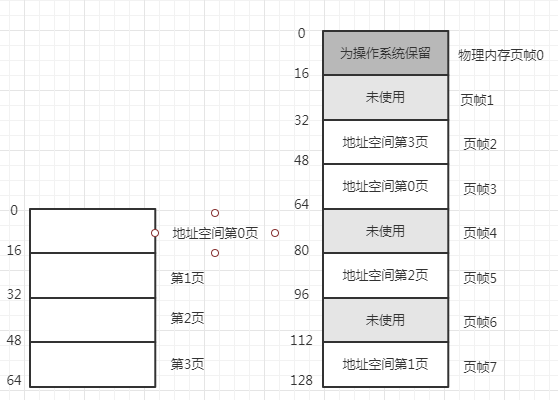 0
地址空间第0页
16
第1页
32
第2页
48
第3页
64
0
为操作系统保留
物理内存页帧0
16
未使用
页帧1
32
地址空间第3页
页帧2
48
地址空间第0页
页帧3
64
未使用
页帧4
80
地址空间第2页
页帧5
96
未使用
页帧6
112
地址空间第1页
页帧7
128